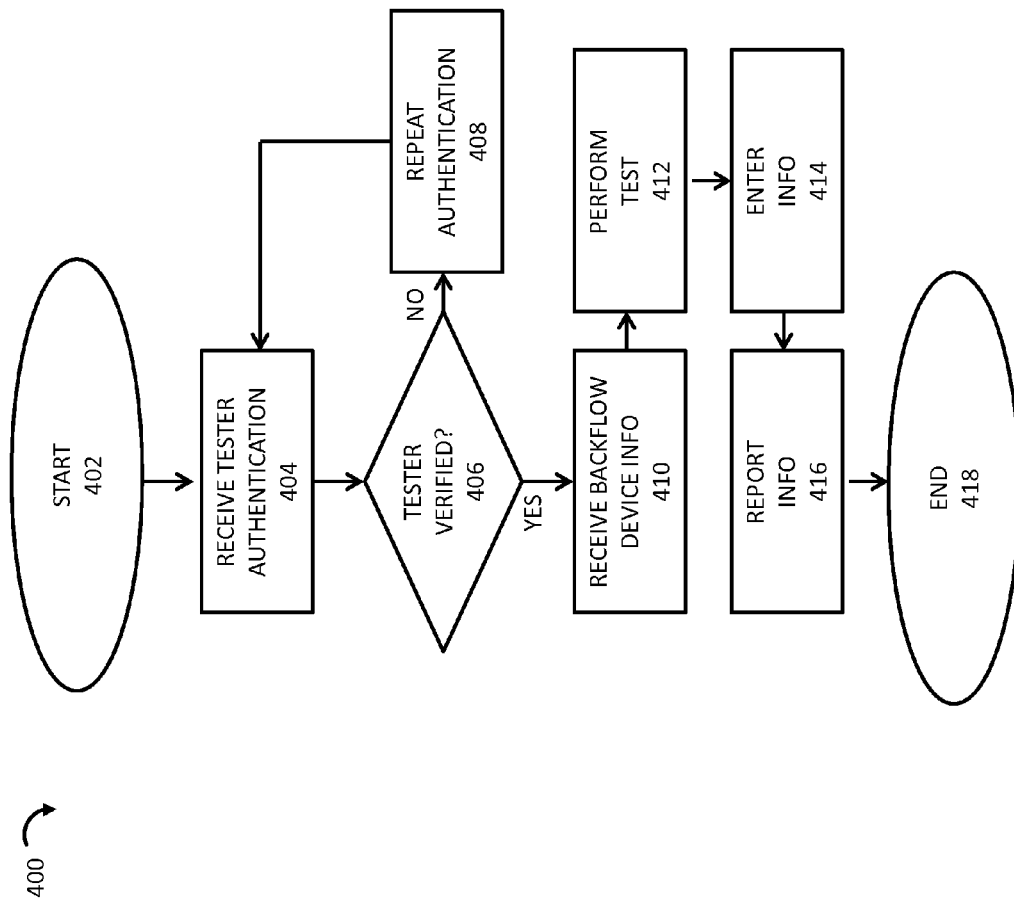 400
START
402
RECEIVE TESTER
AUTHENTICATION
404
TESTER
VERIFIED?
406
NO
REPEAT
AUTHENTICATION
408
YES
RECEIVE BACKFLOW
DEVICE INFO
410
PERFORM
TEST
412
ENTER
INFO
414
REPORT
INFO
416
END
418